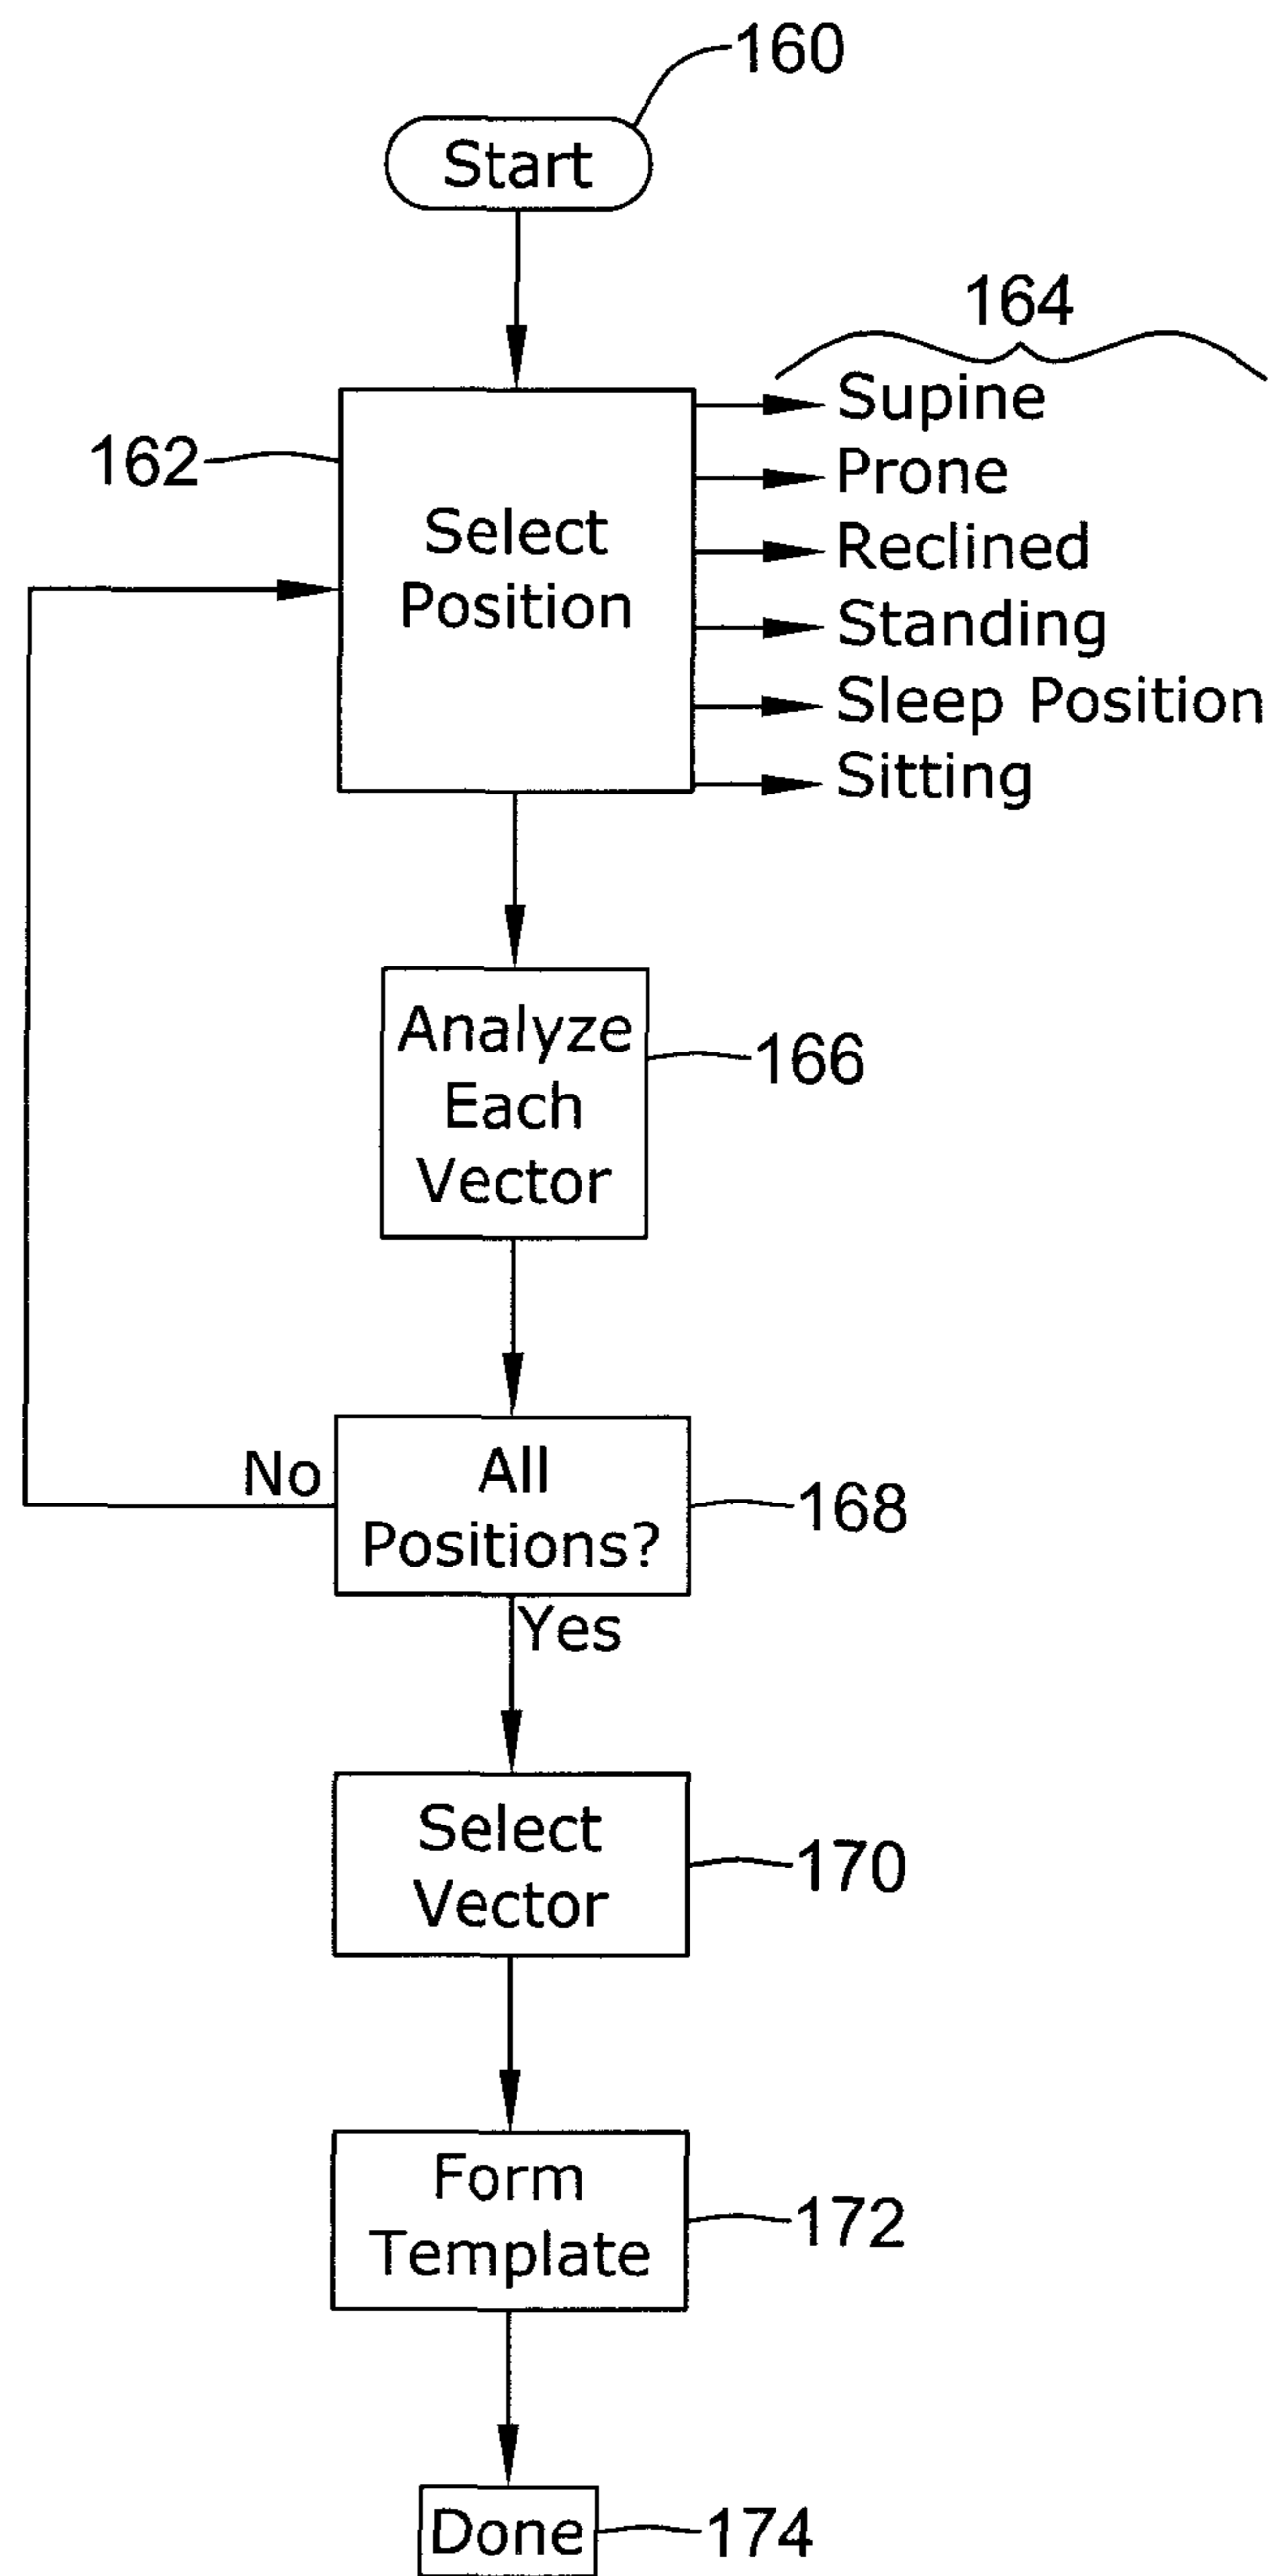 160
Start
164
Supine
162
Prone
Select
Reclined
Position
Standing
Sleep Position
Sitting
Analyze
166
Each
Vector
No
All
168
Positions?
Yes
Select
170
Vector
Form
172
Template
Done
174